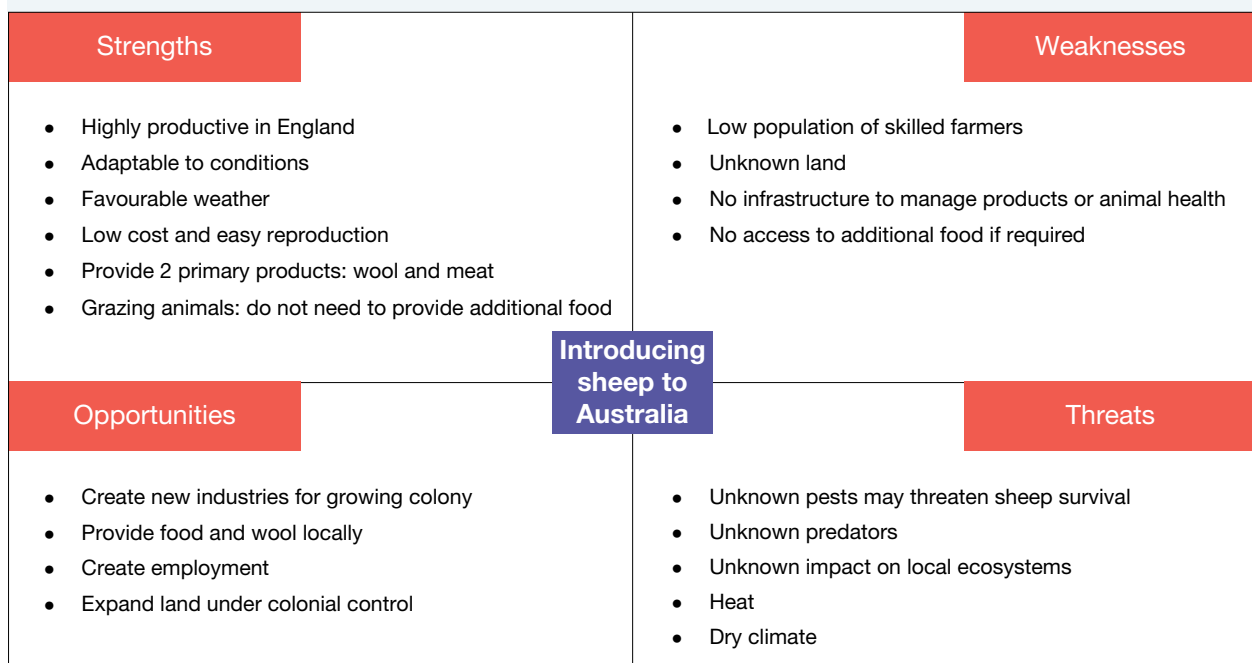 Strengths
● Highly productive in England
● Adaptable to conditions
● Favourable weather
● Low cost and easy reproduction
● Provide 2 primary products: wool and meat
● Grazing animals: do not need to provide additional food
Weaknesses
● Low population of skilled farmers
● Unknown land
● No infrastructure to manage products or animal health
● No access to additional food if required
Introducing
sheep to
Australia
Opportunities
● Create new industries for growing colony
● Provide food and wool locally
● Create employment
● Expand land under colonial control
Threats
● Unknown pests may threaten sheep survival
● Unknown predators
● Unknown impact on local ecosystems
● Heat
● Dry climate